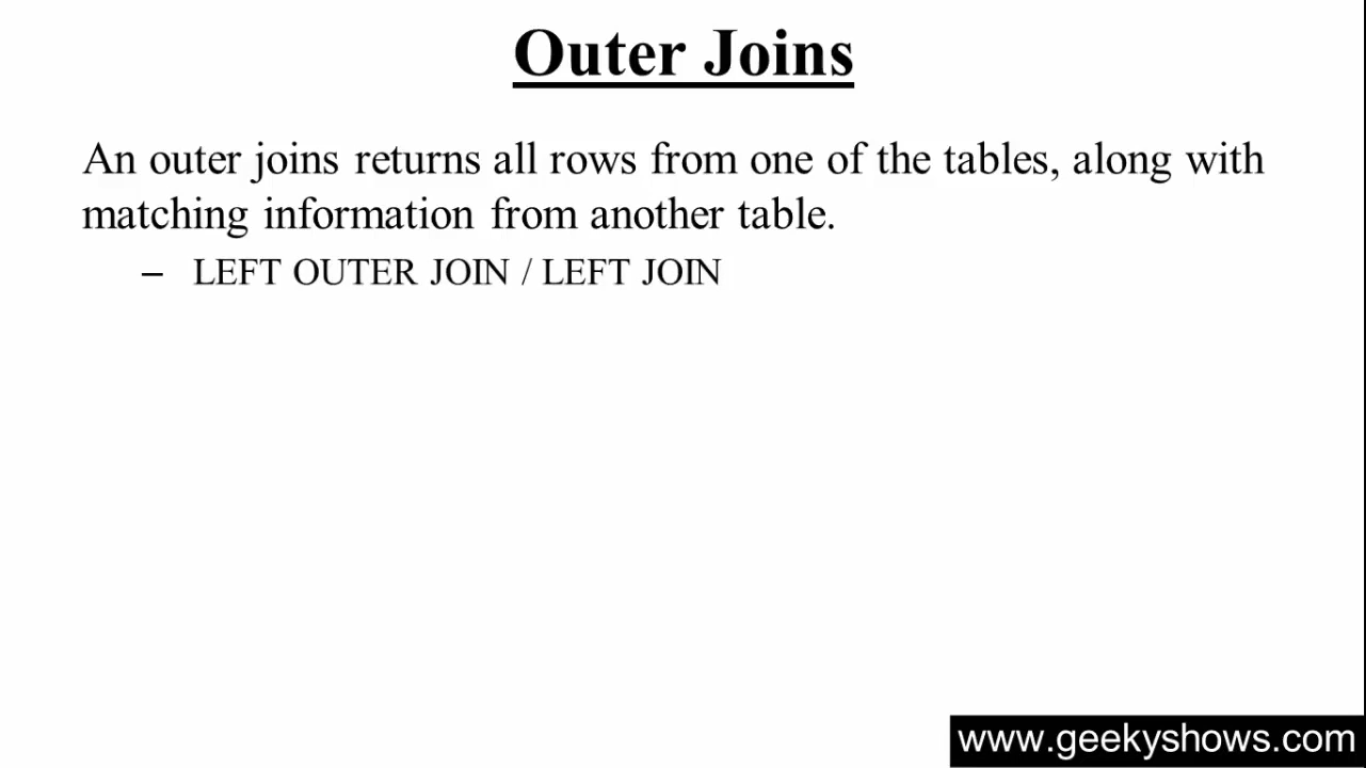 Outer Joins
An outer joins returns all rows from one of the tables, along with
matching information from another table.
– LEFT OUTER JOIN / LEFT JOIN
www.geekyshows.com